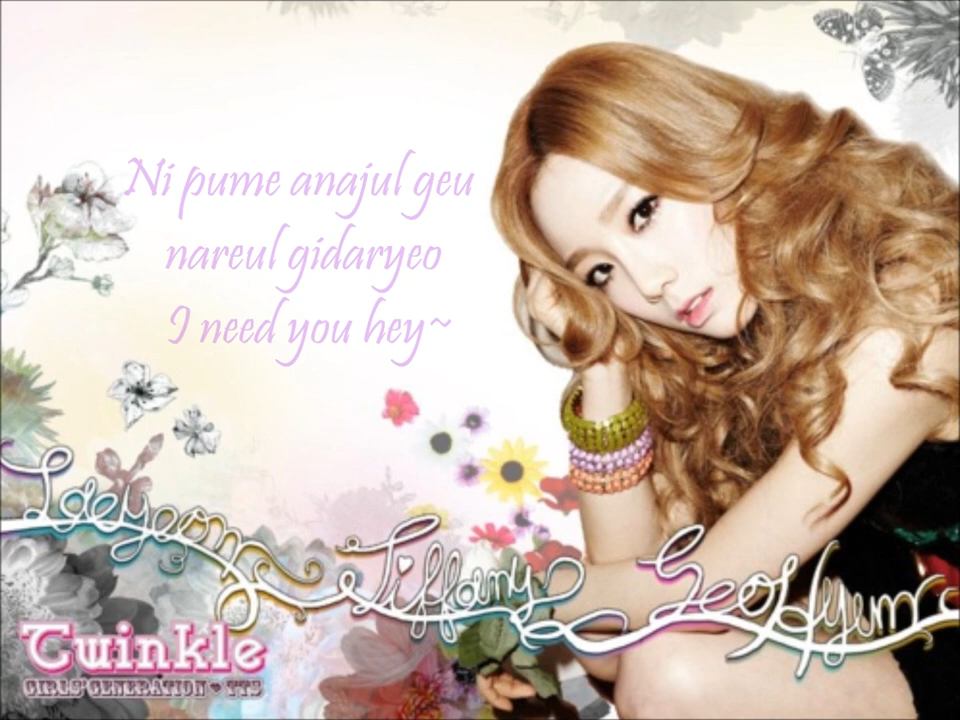 Ni pume anajul geu
nareul gidaryeo
I need you hey~
Taeyeon Tiffany SeoHyun
Twinkle
GIRLS' GENERATION ~ TTS